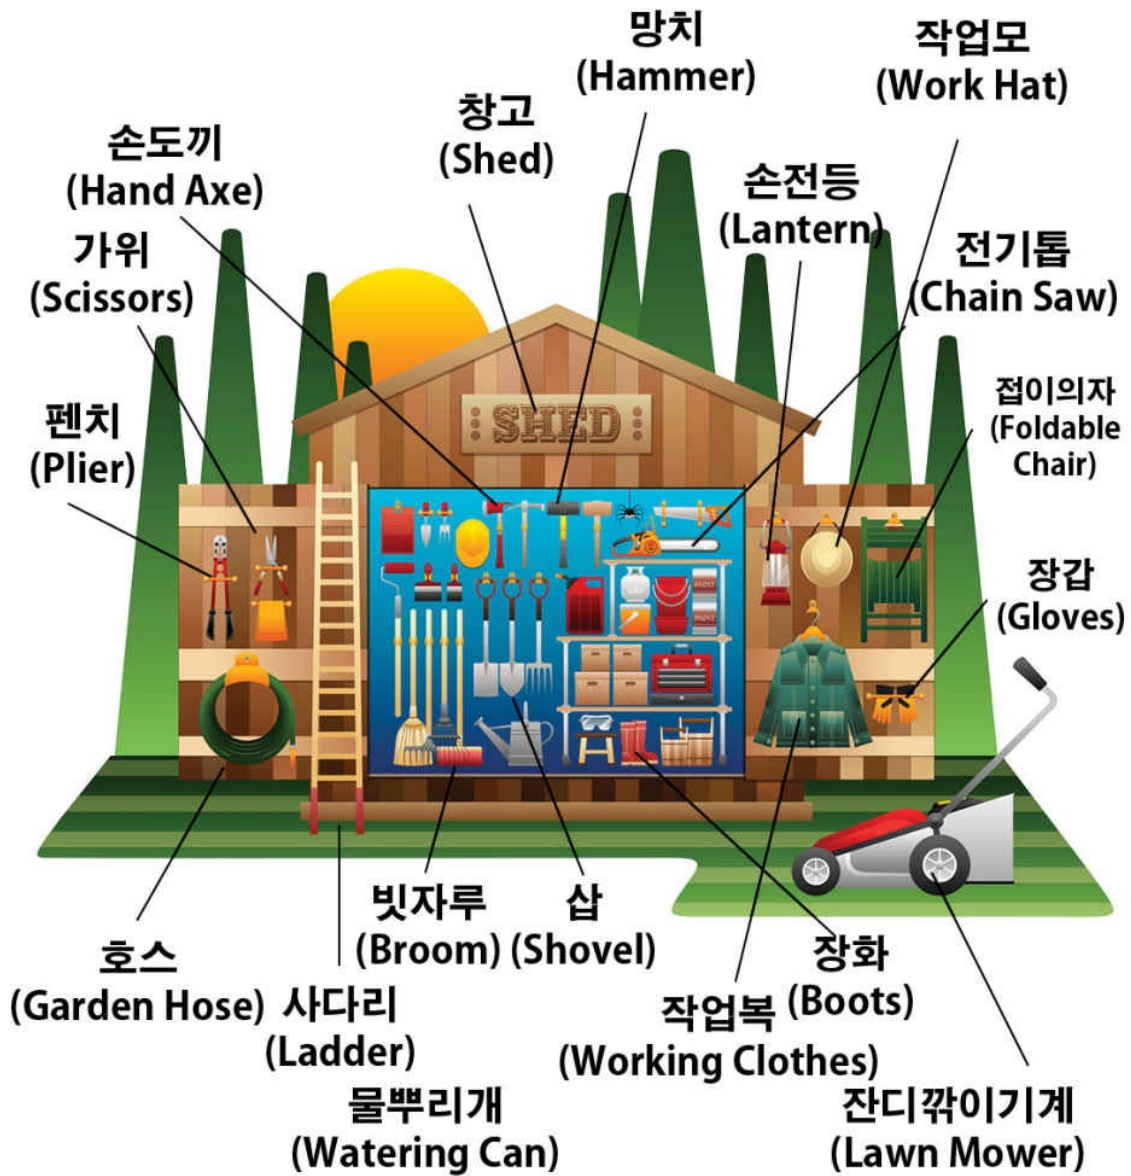 망치
(Hammer)
작업모
(Work Hat)
창고
(Shed)
손도끼
(Hand Axe)
손전등
(Lantern)
가위
(Scissors)
전기톱
(Chain Saw)
접이의자
(Foldable
Chair)
펜치
(Plier)
SHED
장갑
(Gloves)
빗자루
(Broom)
삽
(Shovel)
호스
(Garden Hose)
장화
(Boots)
사다리
(Ladder)
작업복
(Working Clothes)
물뿌리개
(Watering Can)
잔디깎이기계
(Lawn Mower)